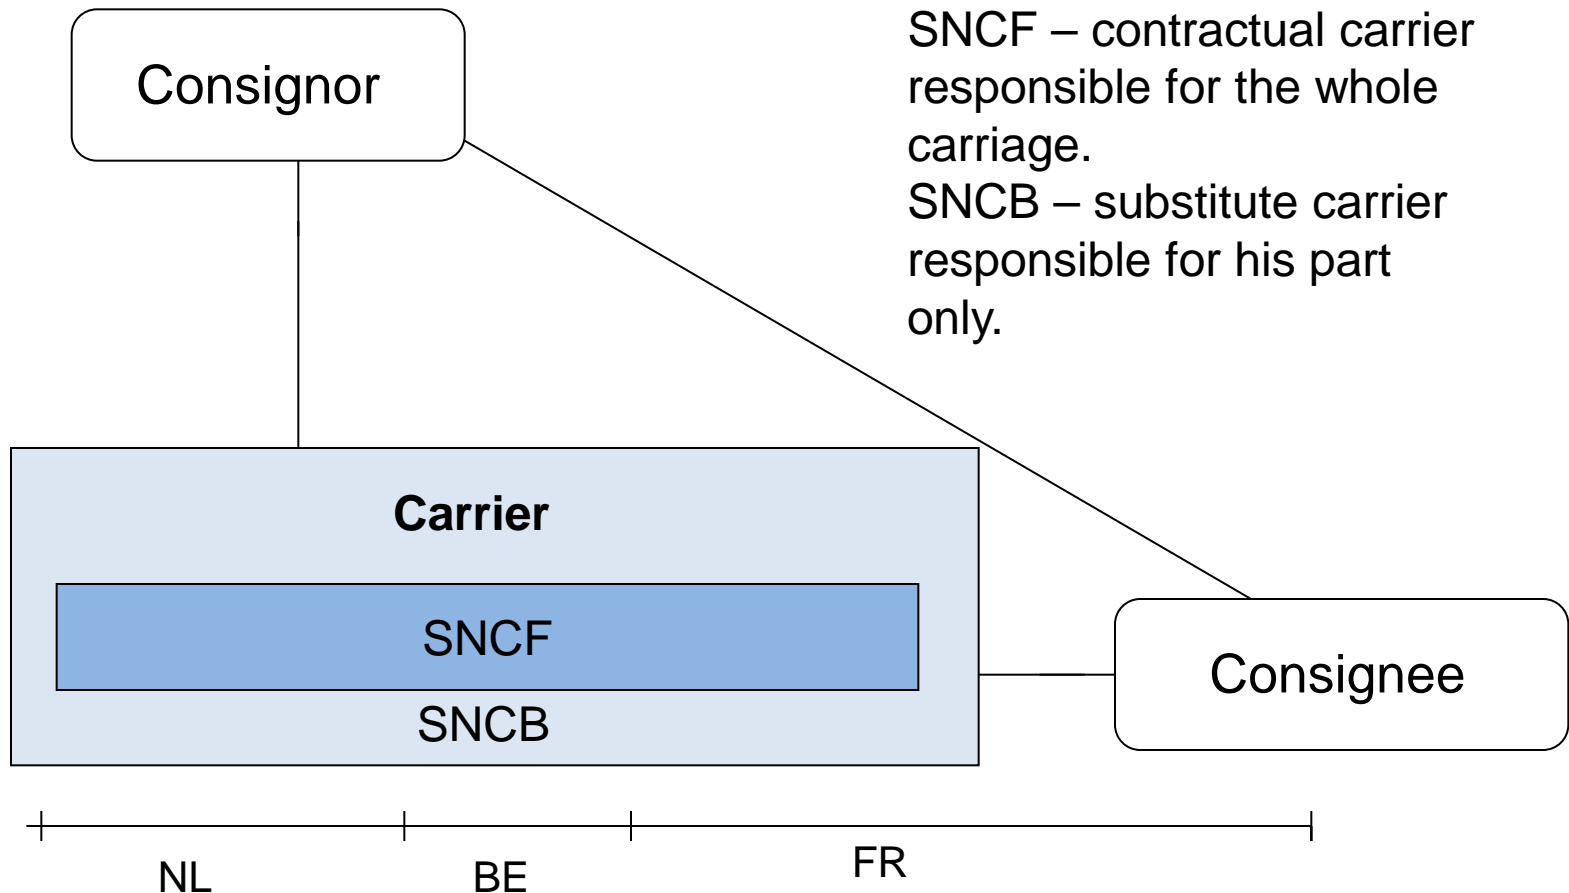 Consignor
SNCF – contractual carrier
responsible for the whole
carriage.
SNCB – substitute carrier
responsible for his part
only.
Carrier
SNCF
SNCB
Consignee
NL
BE
FR